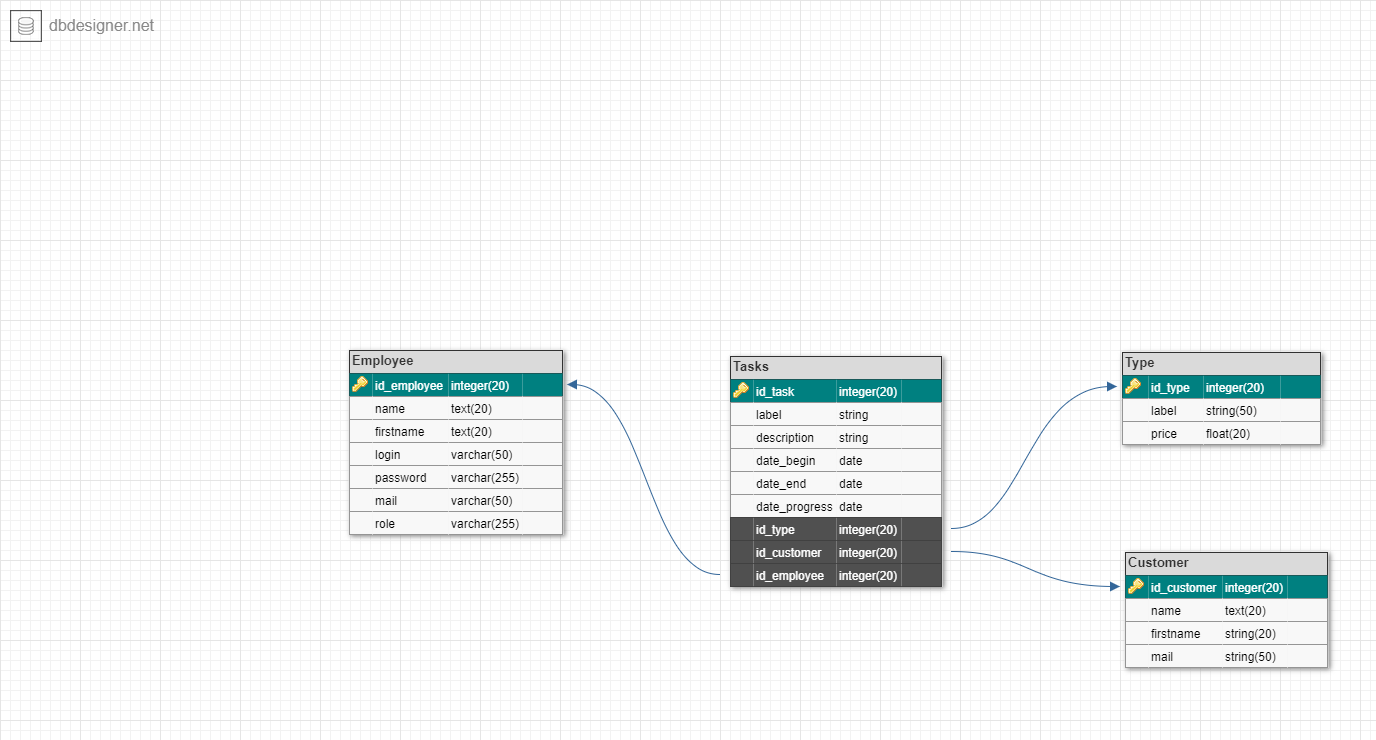 dbdesigner.net
Employee
id_employee integer(20)
name text(20)
firstname text(20)
login varchar(50)
password varchar(255)
mail varchar(50)
role varchar(255)
Tasks
id_task integer(20)
label string
description string
date_begin date
date_end date
date_progress date
id_type integer(20)
id_customer integer(20)
id_employee integer(20)
Type
id_type integer(20)
label string(50)
price float(20)
Customer
id_customer integer(20)
name text(20)
firstname string(20)
mail string(50)